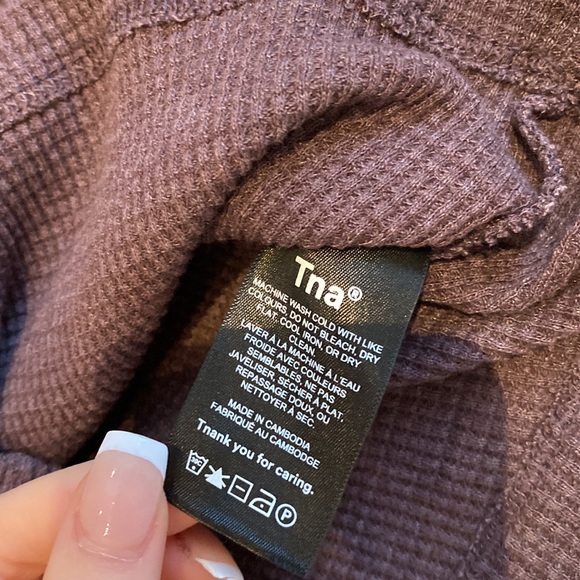 Tna®
MACHINE WASH COLD WITH LIKE
COLOURS, DO NOT BLEACH, DRY
FLAT, COOL IRON, OR DRY
CLEAN.
LAVER À LA MACHINE À L'EAU
FROIDE AVEC COULEURS
SEMBLABLES, NE PAS
JAVELISER, SÉCHER À PLAT,
REPASSAGE DOUX, OU
NETTOYER À SEC.
MADE IN CAMBODIA
FABRIQUÉ AU CAMBODGE
Tnank you for caring.
30C
P